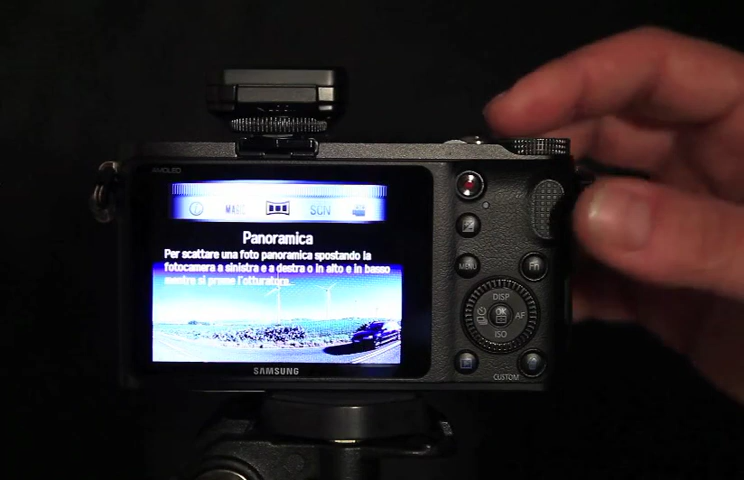 AMOLED
MAGIC SCN
Panoramica
Per scattare una foto panoramica spostando la
fotocamera a sinistra e a destra o in alto e in basso
mentre si preme l'otturatore.
MENU
Fn
DISP
OK
AF
ISO
SAMSUNG
CUSTOM